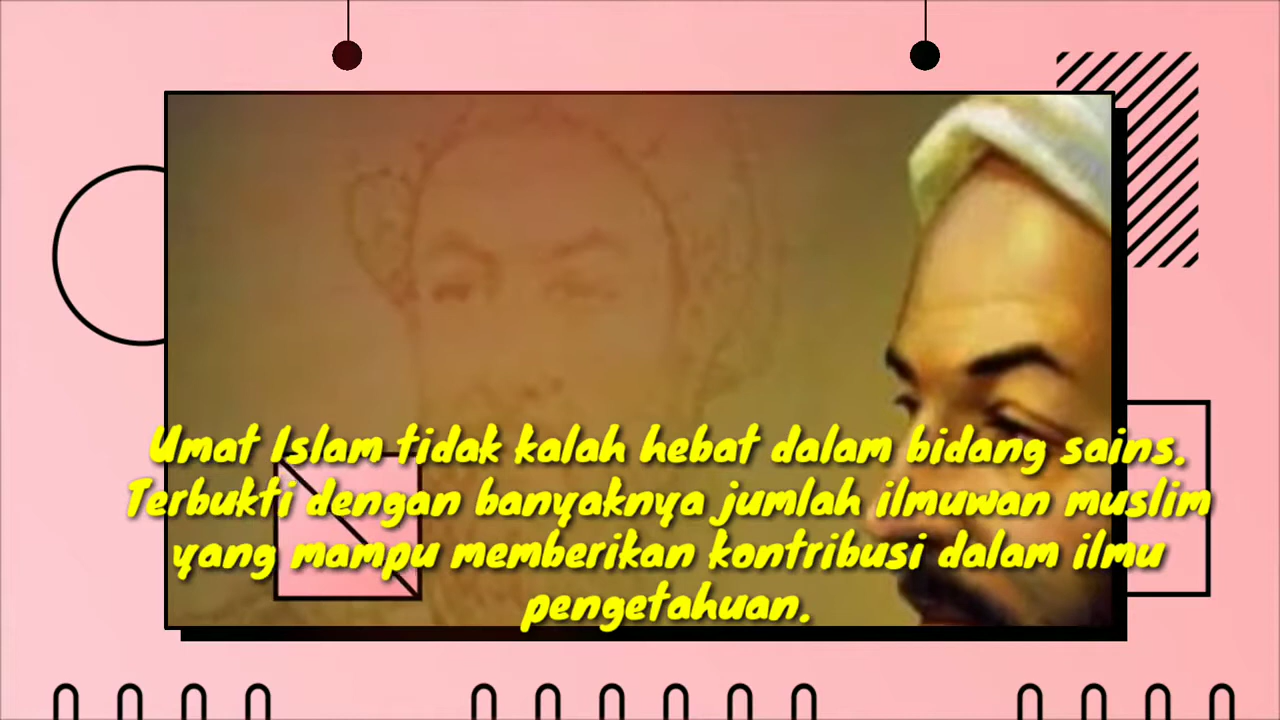 Umat Islam tidak kalah hebat dalam bidang sains.
Terbukti dengan banyaknya jumlah ilmuwan muslim
yang mampu memberikan kontribusi dalam ilmu
pengetahuan.